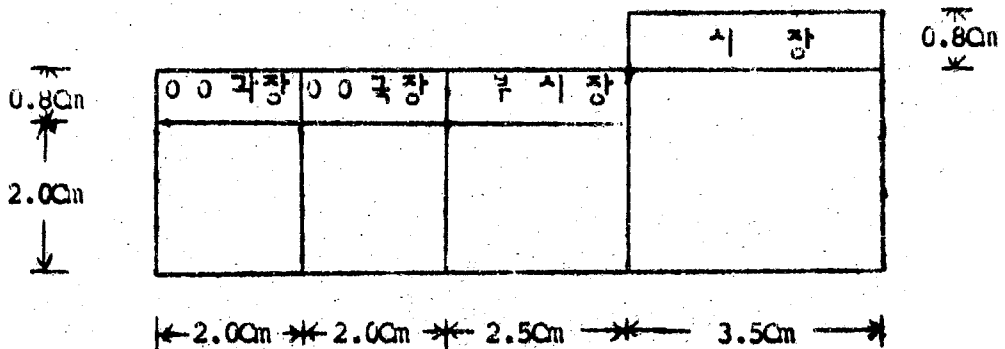 시 장 0.8Cm
0.8Cm 0 0 과장 0 0 국장 부 시 장
2.0Cm
2.0Cm 2.0Cm 2.5Cm 3.5Cm